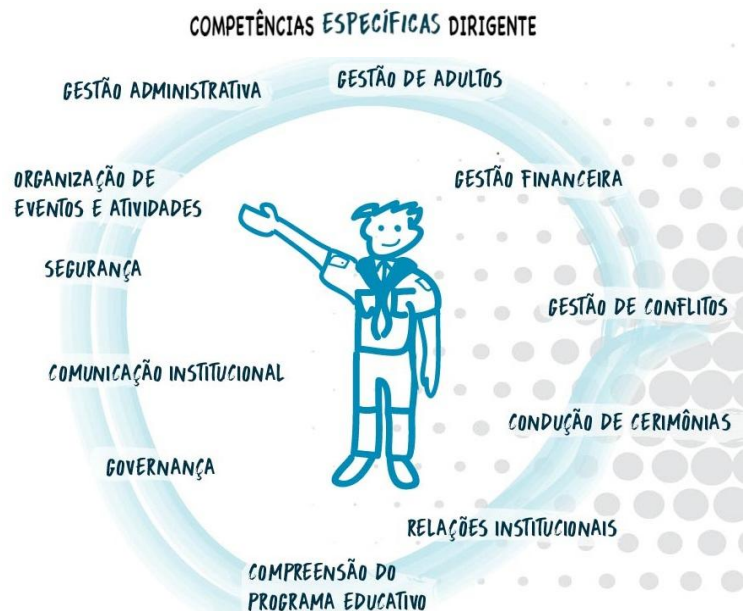 COMPETÊNCIAS ESPECÍFICAS DIRIGENTE
GESTÃO ADMINISTRATIVA
GESTÃO DE ADULTOS
ORGANIZAÇÃO DE
EVENTOS E ATIVIDADES
GESTÃO FINANCEIRA
SEGURANÇA
GESTÃO DE CONFLITOS
COMUNICAÇÃO INSTITUCIONAL
CONDUÇÃO DE CERIMÔNIAS
GOVERNANÇA
RELAÇÕES INSTITUCIONAIS
COMPREENSÃO DO
PROGRAMA EDUCATIVO